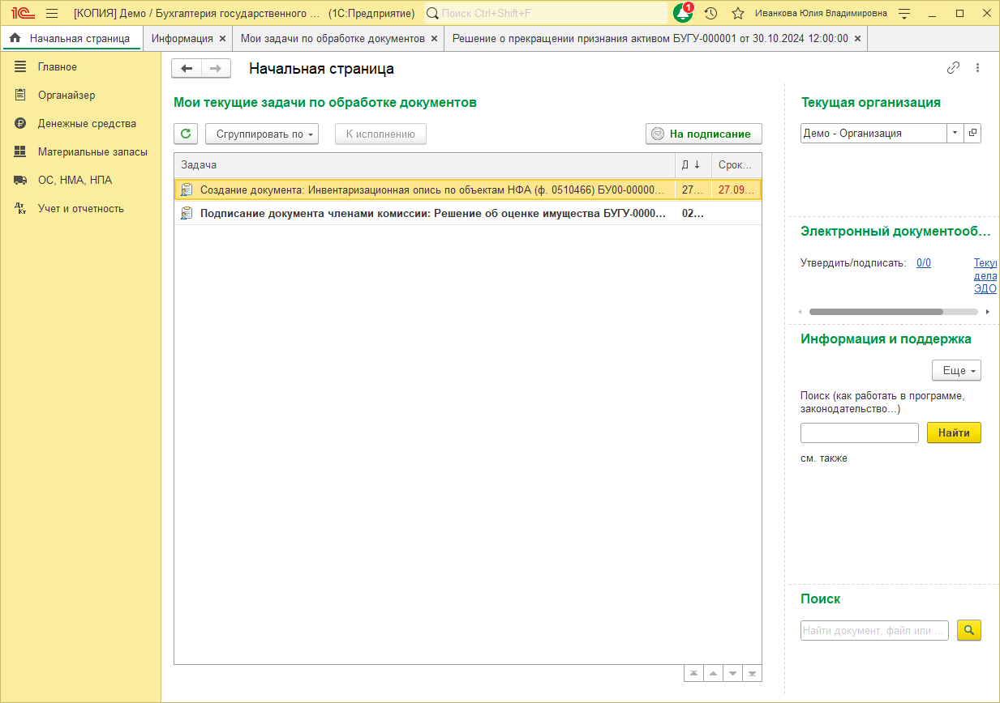 1С [КОПИЯ] Демо / Бухгалтерия государственного ... (1С:Предприятие) Поиск Ctrl+Shift+F 1 Иванкова Юлия Владимировна
Начальная страница Информация × Мои задачи по обработке документов × Решение о прекращении признания активом БУГУ-000001 от 30.10.2024 12:00:00 ×
Главное
Органайзер
Денежные средства
Материальные запасы
ОС, НМА, НПА
Дт Кт Учет и отчетность
Начальная страница
Мои текущие задачи по обработке документов
Сгруппировать по К исполнению На подписание
Задача Д ↓ Срок...
Создание документа: Инвентаризационная опись по объектам НФА (ф. 0510466) БУ00-00000... 27... 27.09...
Подписание документа членами комиссии: Решение об оценке имущества БУГУ-0000... 02...
Текущая организация
Демо - Организация
Электронный документооб...
Утвердить/подписать: 0/0 Теку
дела
ЭДО
Информация и поддержка
Еще
Поиск (как работать в программе,
законодательство...)
Найти
см. также
Поиск
Найти документ, файл или ...